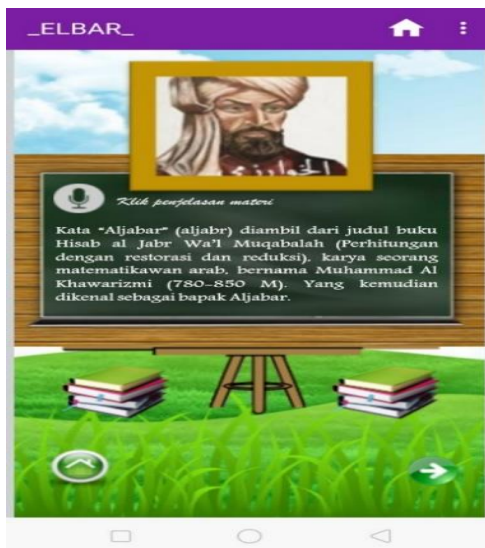 _ELBAR_
الخوارزمي
Klik penjelasan materi
Kata "Aljabar" (aljabr) diambil dari judul buku
Hisab al Jabr Wa'l Muqabalah (Perhitungan
dengan restorasi dan reduksi), karya seorang
matematikawan arab, bernama Muhammad Al
Khawarizmi (780-850 M). Yang kemudian
dikenal sebagai bapak Aljabar.